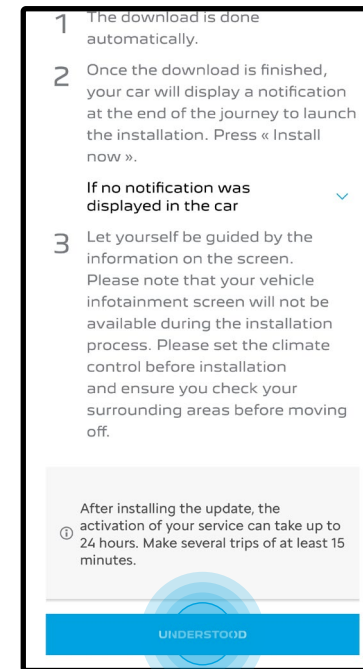 1 The download is done
automatically.
2 Once the download is finished,
your car will display a notification
at the end of the journey to launch
the installation. Press « Install
now ».
If no notification was
displayed in the car
3 Let yourself be guided by the
information on the screen.
Please note that your vehicle
infotainment screen will not be
available during the installation
process. Please set the climate
control before installation
and ensure you check your
surrounding areas before moving
off.
After installing the update, the
activation of your service can take up to
24 hours. Make several trips of at least 15
minutes.
UNDERSTOOD